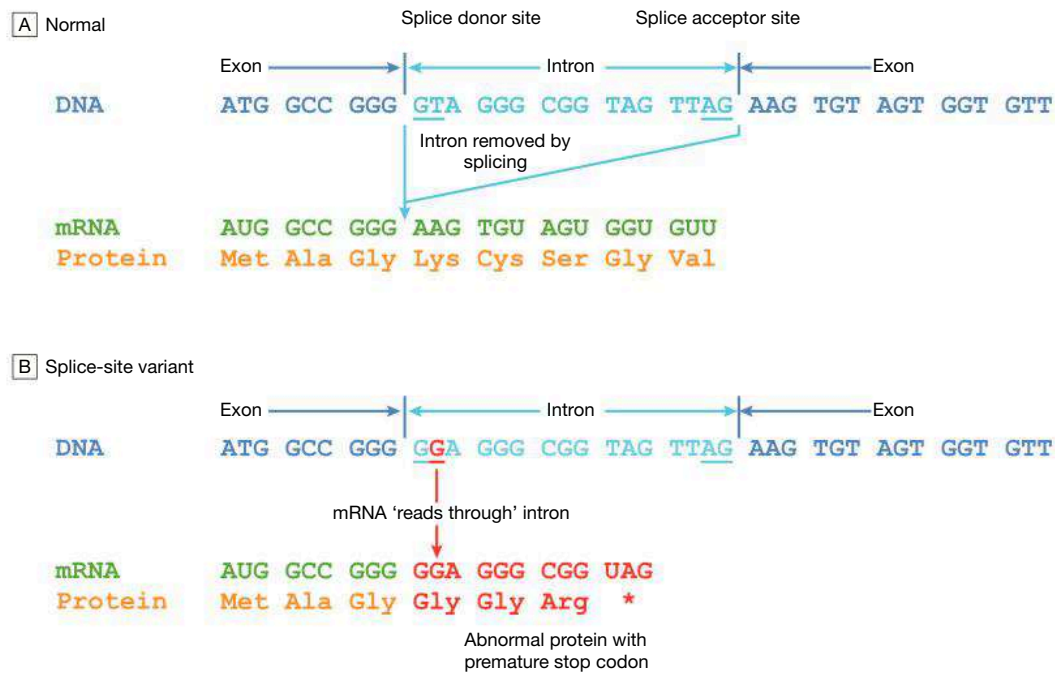 A Normal
Splice donor site Splice acceptor site
Exon Intron Exon
DNA ATG GCC GGG GTA GGG CGG TAG TTAG AAG TGT AGT GGT GTT
Intron removed by
splicing
mRNA AUG GCC GGG AAG TGU AGU GGU GUU
Protein Met Ala Gly Lys Cys Ser Gly Val
B Splice-site variant
Exon Intron Exon
DNA ATG GCC GGG GGA GGG CGG TAG TTAG AAG TGT AGT GGT GTT
mRNA ‘reads through’ intron
mRNA AUG GCC GGG GGA GGG CGG UAG
Protein Met Ala Gly Gly Gly Arg *
Abnormal protein with
premature stop codon